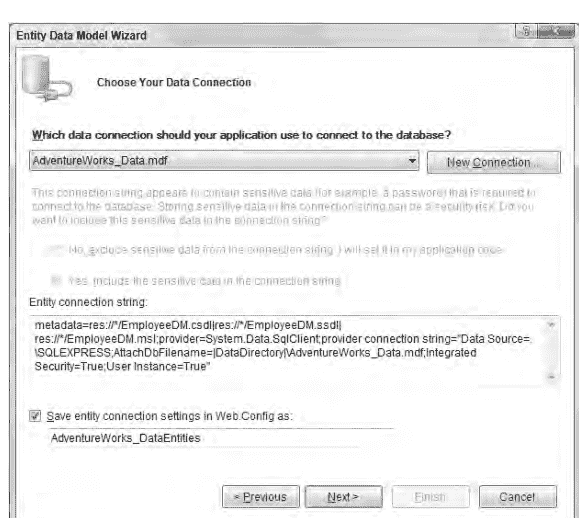 Entity Data Model Wizard
Choose Your Data Connection
Which data connection should your application use to connect to the database?
AdventureWorks_Data.mdf
New Connection...
This connection string appears to contain sensitive data (for example, a password) that is required to
connect to the database. Storing sensitive data in the connection string can be a security risk. Do you
want to include this sensitive data in the connection string?
No, exclude sensitive data from the connection string. I will set it in my application code.
Yes, include the sensitive data in the connection string.
Entity connection string:
metadata=res://*/EmployeeDM.csdl|res://*/EmployeeDM.ssdl|
res://*/EmployeeDM.msl;provider=System.Data.SqlClient;provider connection string="Data Source=.
\SQLEXPRESS;AttachDbFilename=|DataDirectory|\AdventureWorks_Data.mdf;Integrated
Security=True;User Instance=True"
Save entity connection settings in Web.Config as:
AdventureWorks_DataEntities
< Previous
Next >
Finish
Cancel